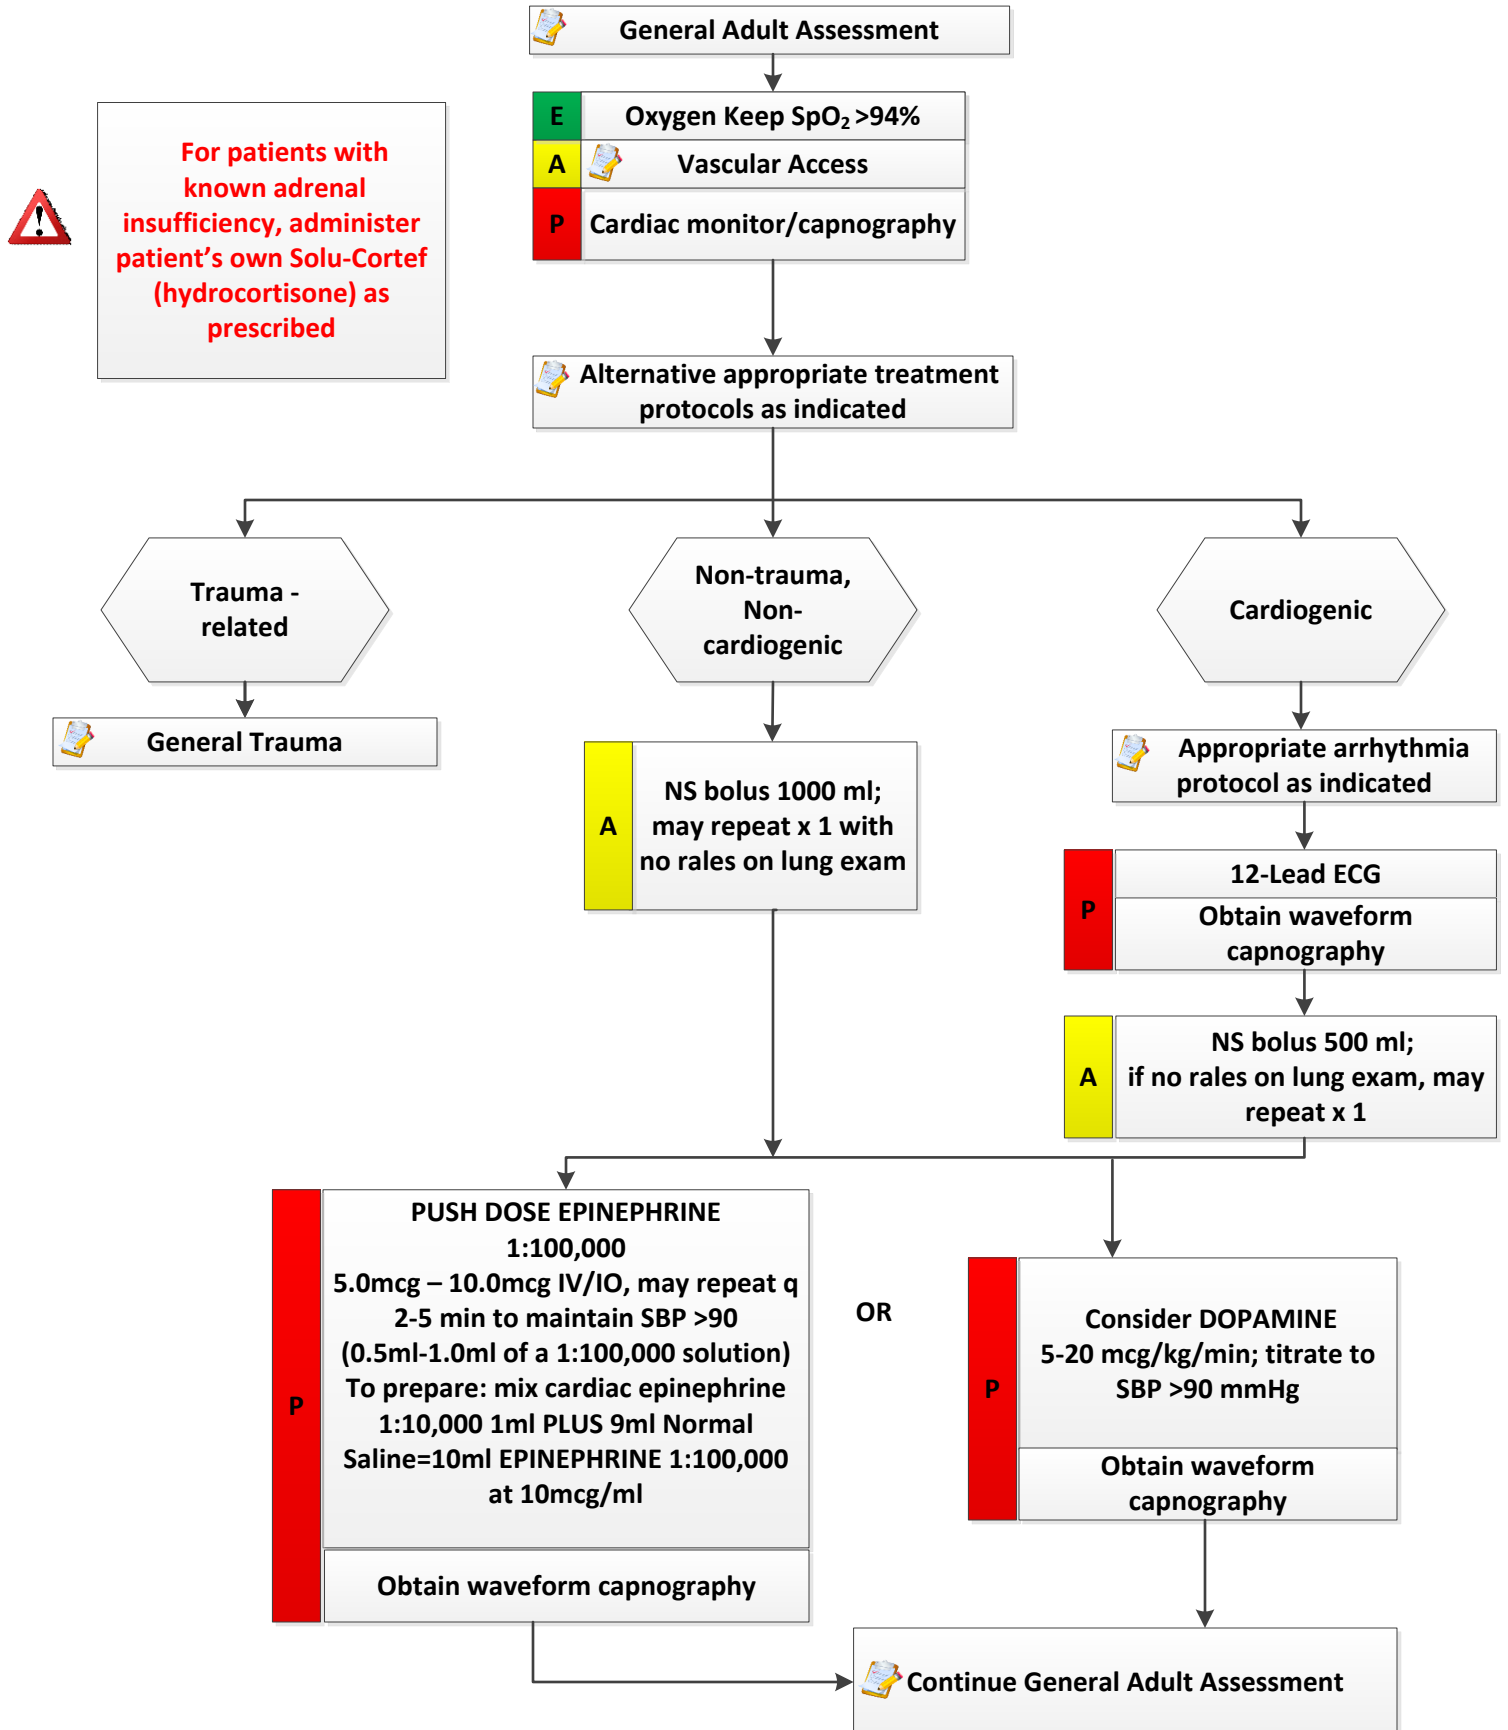 General Adult Assessment
E
Oxygen Keep SpO₂ >94%
A
Vascular Access
P
Cardiac monitor/capnography
For patients with
known adrenal
insufficiency, administer
patient’s own Solu-Cortef
(hydrocortisone) as
prescribed
!
Alternative appropriate treatment
protocols as indicated
Trauma -
related
General Trauma
Non-trauma,
Non-
cardiogenic
A
NS bolus 1000 ml;
may repeat x 1 with
no rales on lung exam
Cardiogenic
Appropriate arrhythmia
protocol as indicated
P
12-Lead ECG
Obtain waveform
capnography
A
NS bolus 500 ml;
if no rales on lung exam, may
repeat x 1
P
PUSH DOSE EPINEPHRINE
1:100,000
5.0mcg – 10.0mcg IV/IO, may repeat q
2-5 min to maintain SBP >90
(0.5ml-1.0ml of a 1:100,000 solution)
To prepare: mix cardiac epinephrine
1:10,000 1ml PLUS 9ml Normal
Saline=10ml EPINEPHRINE 1:100,000
at 10mcg/ml
Obtain waveform capnography
OR
P
Consider DOPAMINE
5-20 mcg/kg/min; titrate to
SBP >90 mmHg
Obtain waveform
capnography
Continue General Adult Assessment